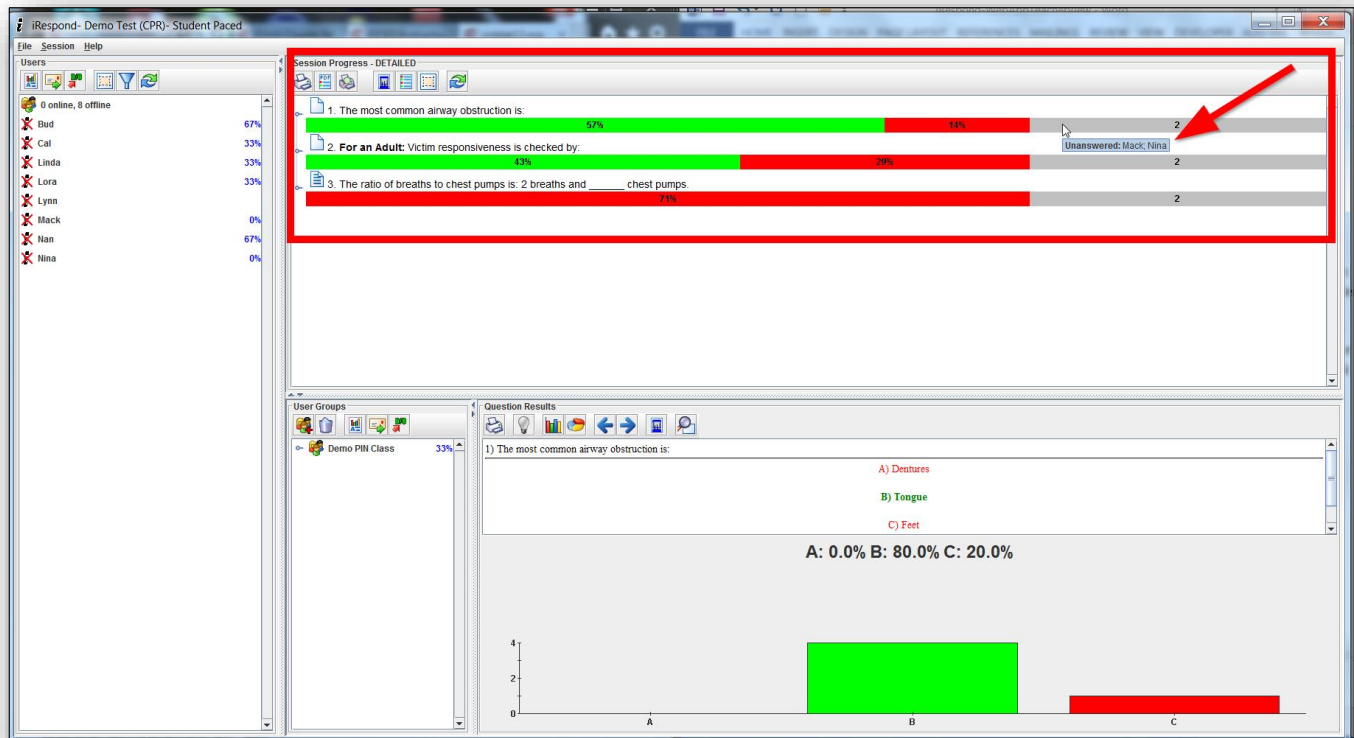 iRespond- Demo Test (CPR)- Student Paced
File Session Help
Users
0 online, 8 offline
Bud 67%
Cal 33%
Linda 33%
Lora 33%
Lynn
Mack 0%
Nan 67%
Nina 0%
Session Progress - DETAILED
1. The most common airway obstruction is:
57% 14% 2
Unanswered: Mack; Nina
2. For an Adult: Victim responsiveness is checked by:
43% 29% 2
3. The ratio of breaths to chest pumps is: 2 breaths and ______ chest pumps.
71% 2
User Groups
Demo PIN Class 33%
Question Results
1) The most common airway obstruction is:
A) Dentures
B) Tongue
C) Feet
A: 0.0% B: 80.0% C: 20.0%
4
2
0
A B C